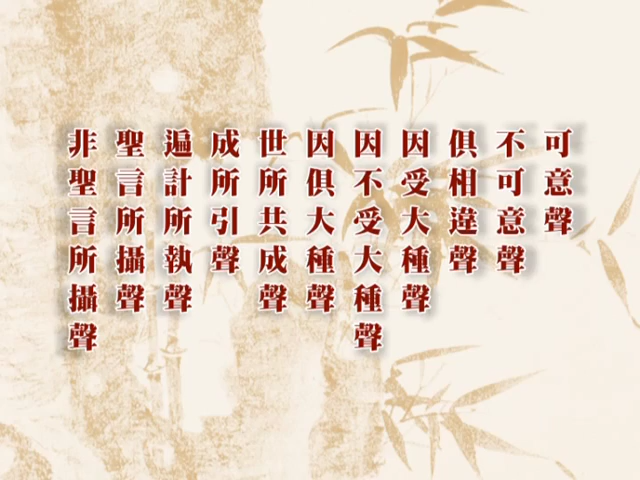 可意聲
不可意聲
俱相違聲
因受大種聲
因不受大種聲
因俱大種聲
世所共成聲
成所引聲
遍計所執聲
聖言所攝聲
非聖言所攝聲